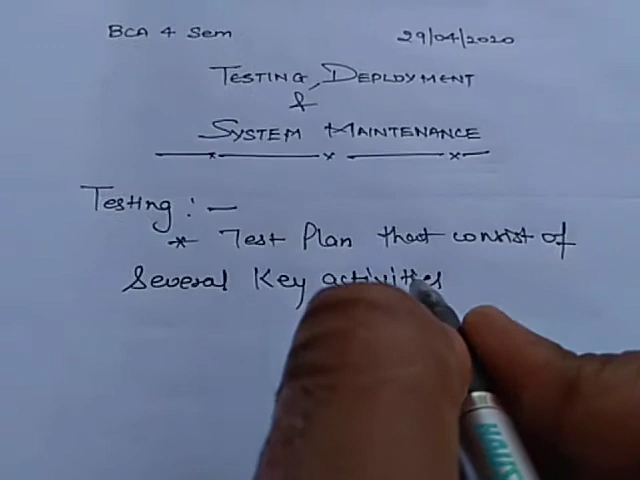 BCA 4 Sem 29/04/2020
TESTING, DEPLOYMENT
&
SYSTEM MAINTENANCE
Testing :-
* Test Plan that consist of
Several Key activities